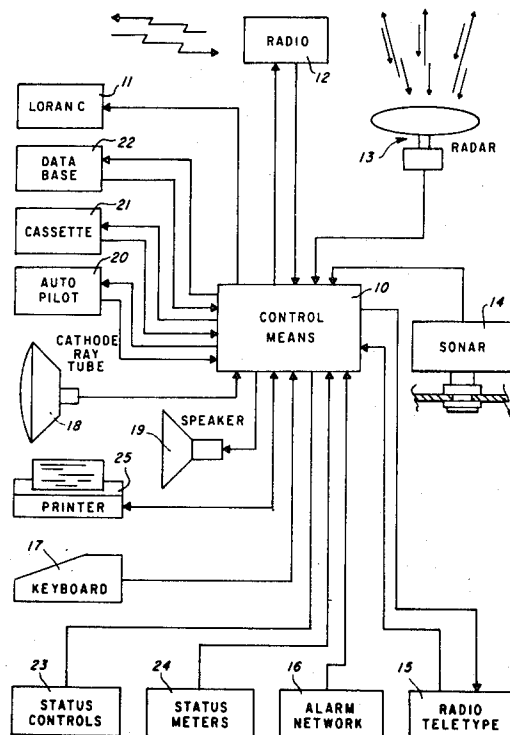 RADIO
12
11
LORAN C
22
DATA
BASE
13
RADAR
21
CASSETTE
20
AUTO
PILOT
10
CONTROL
MEANS
14
SONAR
CATHODE
RAY
TUBE
18
SPEAKER
19
25
PRINTER
17
KEYBOARD
23
STATUS
CONTROLS
24
STATUS
METERS
16
ALARM
NETWORK
15
RADIO
TELETYPE